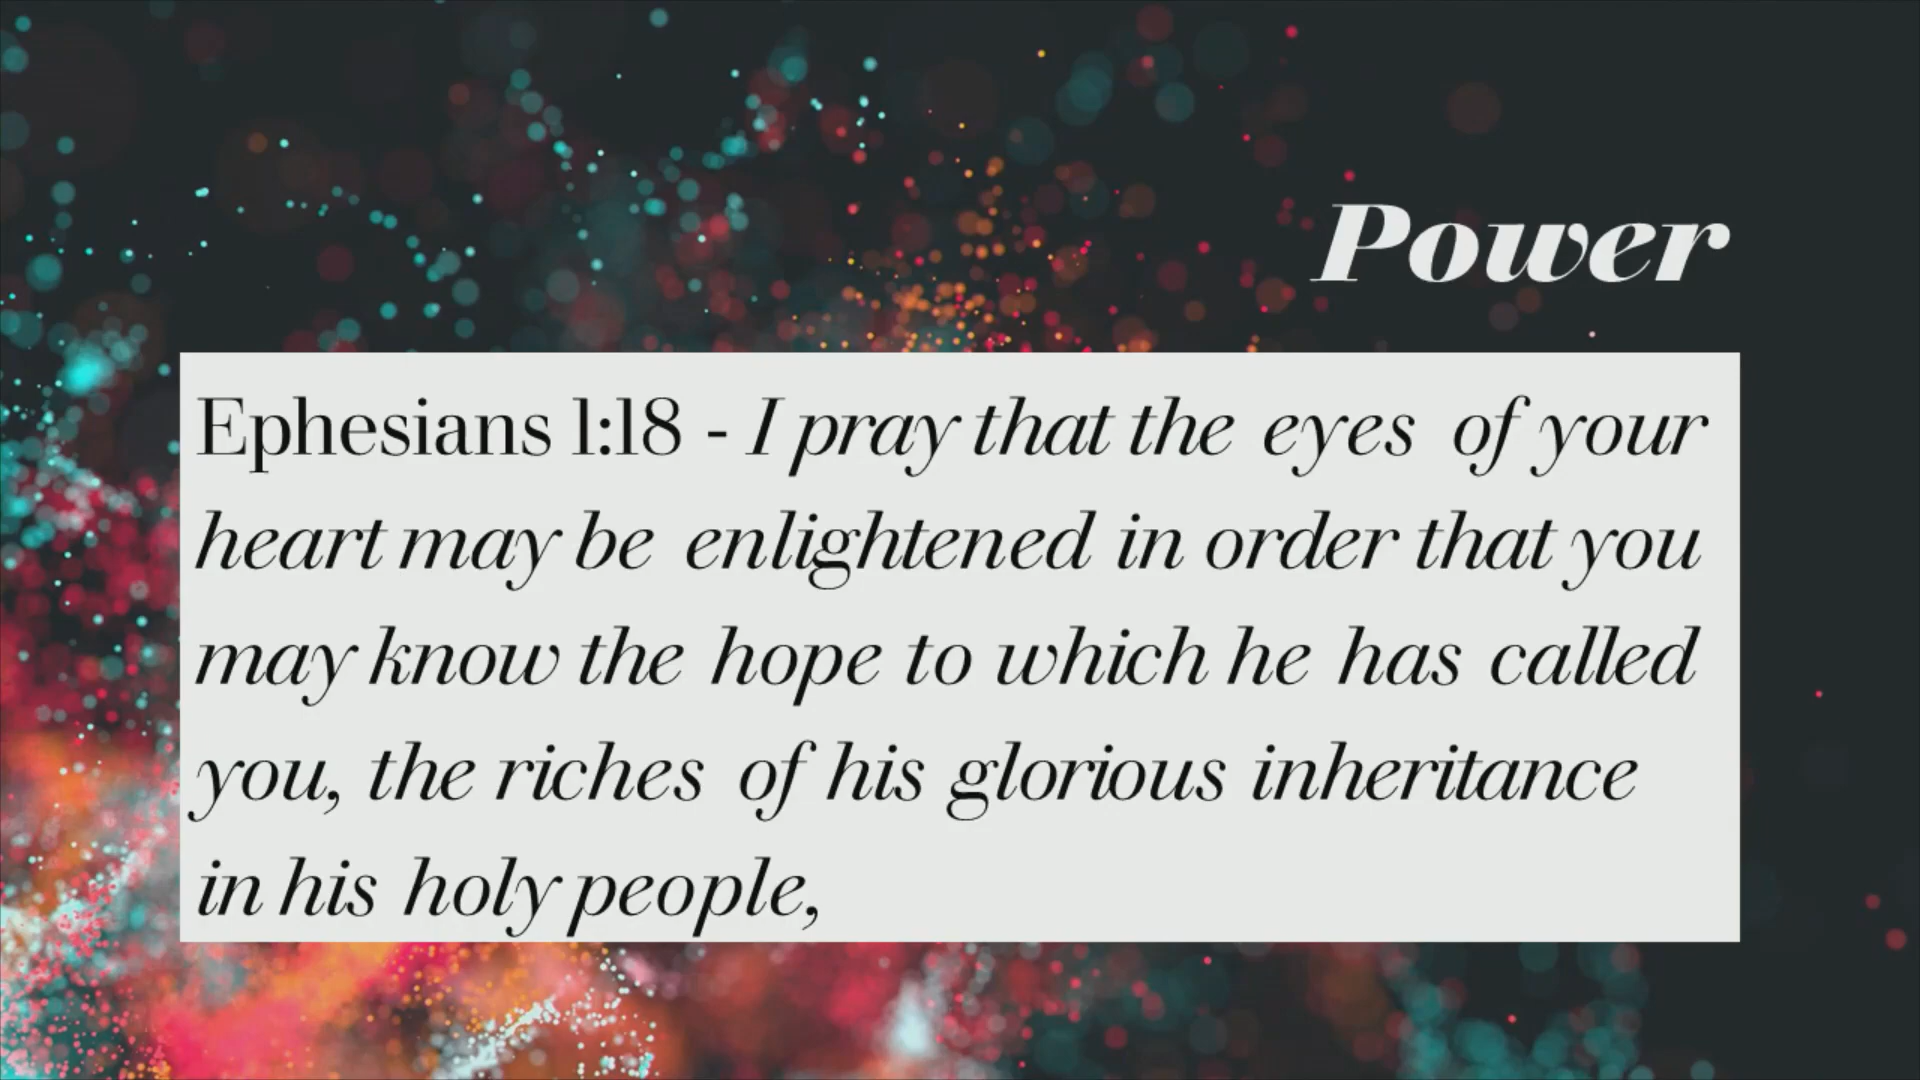 Power
Ephesians 1:18 - I pray that the eyes of your
heart may be enlightened in order that you
may know the hope to which he has called
you, the riches of his glorious inheritance
in his holy people,